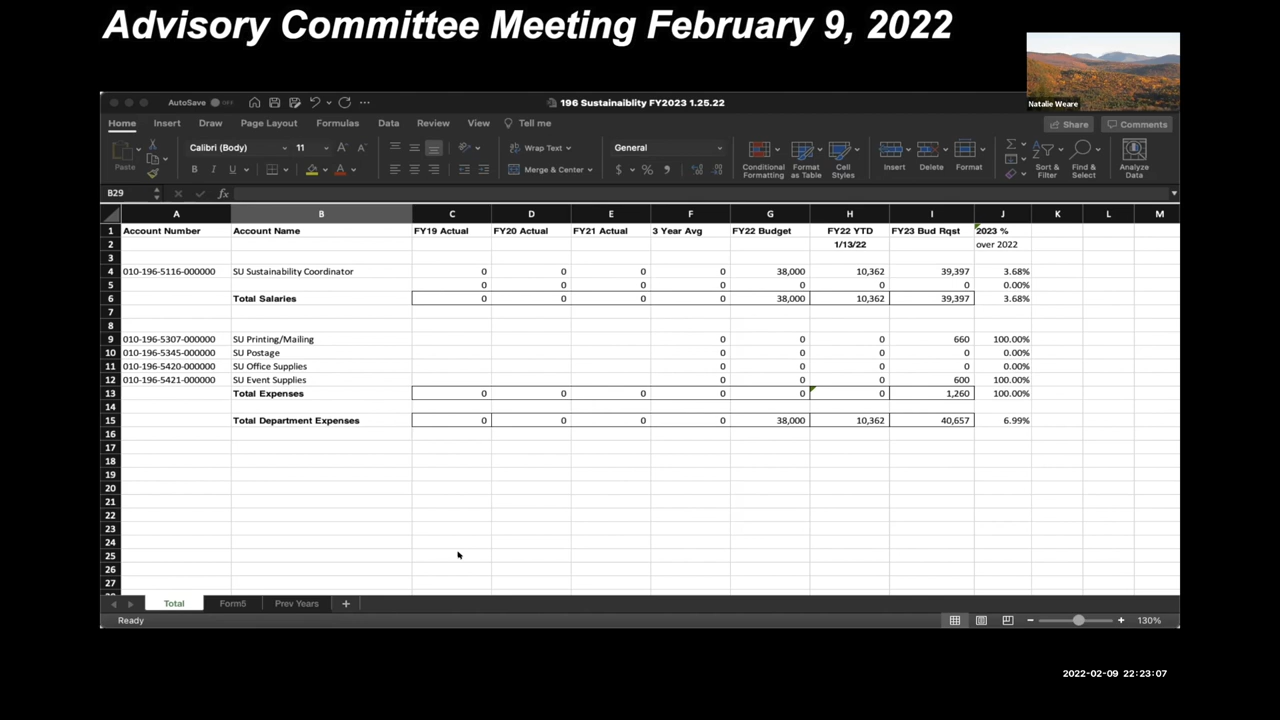 Advisory Committee Meeting February 9, 2022
Natalie Weare
AutoSave OFF
196 Sustainaiblity FY2023 1.25.22
Home Insert Draw Page Layout Formulas Data Review View Tell me
Share Comments
Paste
Calibri (Body) 11
Wrap Text
Merge & Center
General
Conditional Formatting
Format as Table
Cell Styles
Insert Delete Format
Sort & Filter
Find & Select
Analyze Data
B29 fx
A B C D E F G H I J K L M
1 Account Number Account Name FY19 Actual FY20 Actual FY21 Actual 3 Year Avg FY22 Budget FY22 YTD FY23 Bud Rqst 2023 %
2 1/13/22 over 2022
3
4 010-196-5116-000000 SU Sustainability Coordinator 0 0 0 0 38,000 10,362 39,397 3.68%
5 0 0 0 0 0 0 0 0.00%
6 Total Salaries 0 0 0 0 38,000 10,362 39,397 3.68%
7
8
9 010-196-5307-000000 SU Printing/Mailing 0 0 0 660 100.00%
10 010-196-5345-000000 SU Postage 0 0 0 0 0.00%
11 010-196-5420-000000 SU Office Supplies 0 0 0 0 0.00%
12 010-196-5421-000000 SU Event Supplies 0 0 0 600 100.00%
13 Total Expenses 0 0 0 0 0 0 1,260 100.00%
14
15 Total Department Expenses 0 0 0 0 38,000 10,362 40,657 6.99%
16
17
18
19
20
21
22
23
24
25
26
27
Total Form5 Prev Years +
Ready 130%
2022-02-09 22:23:07